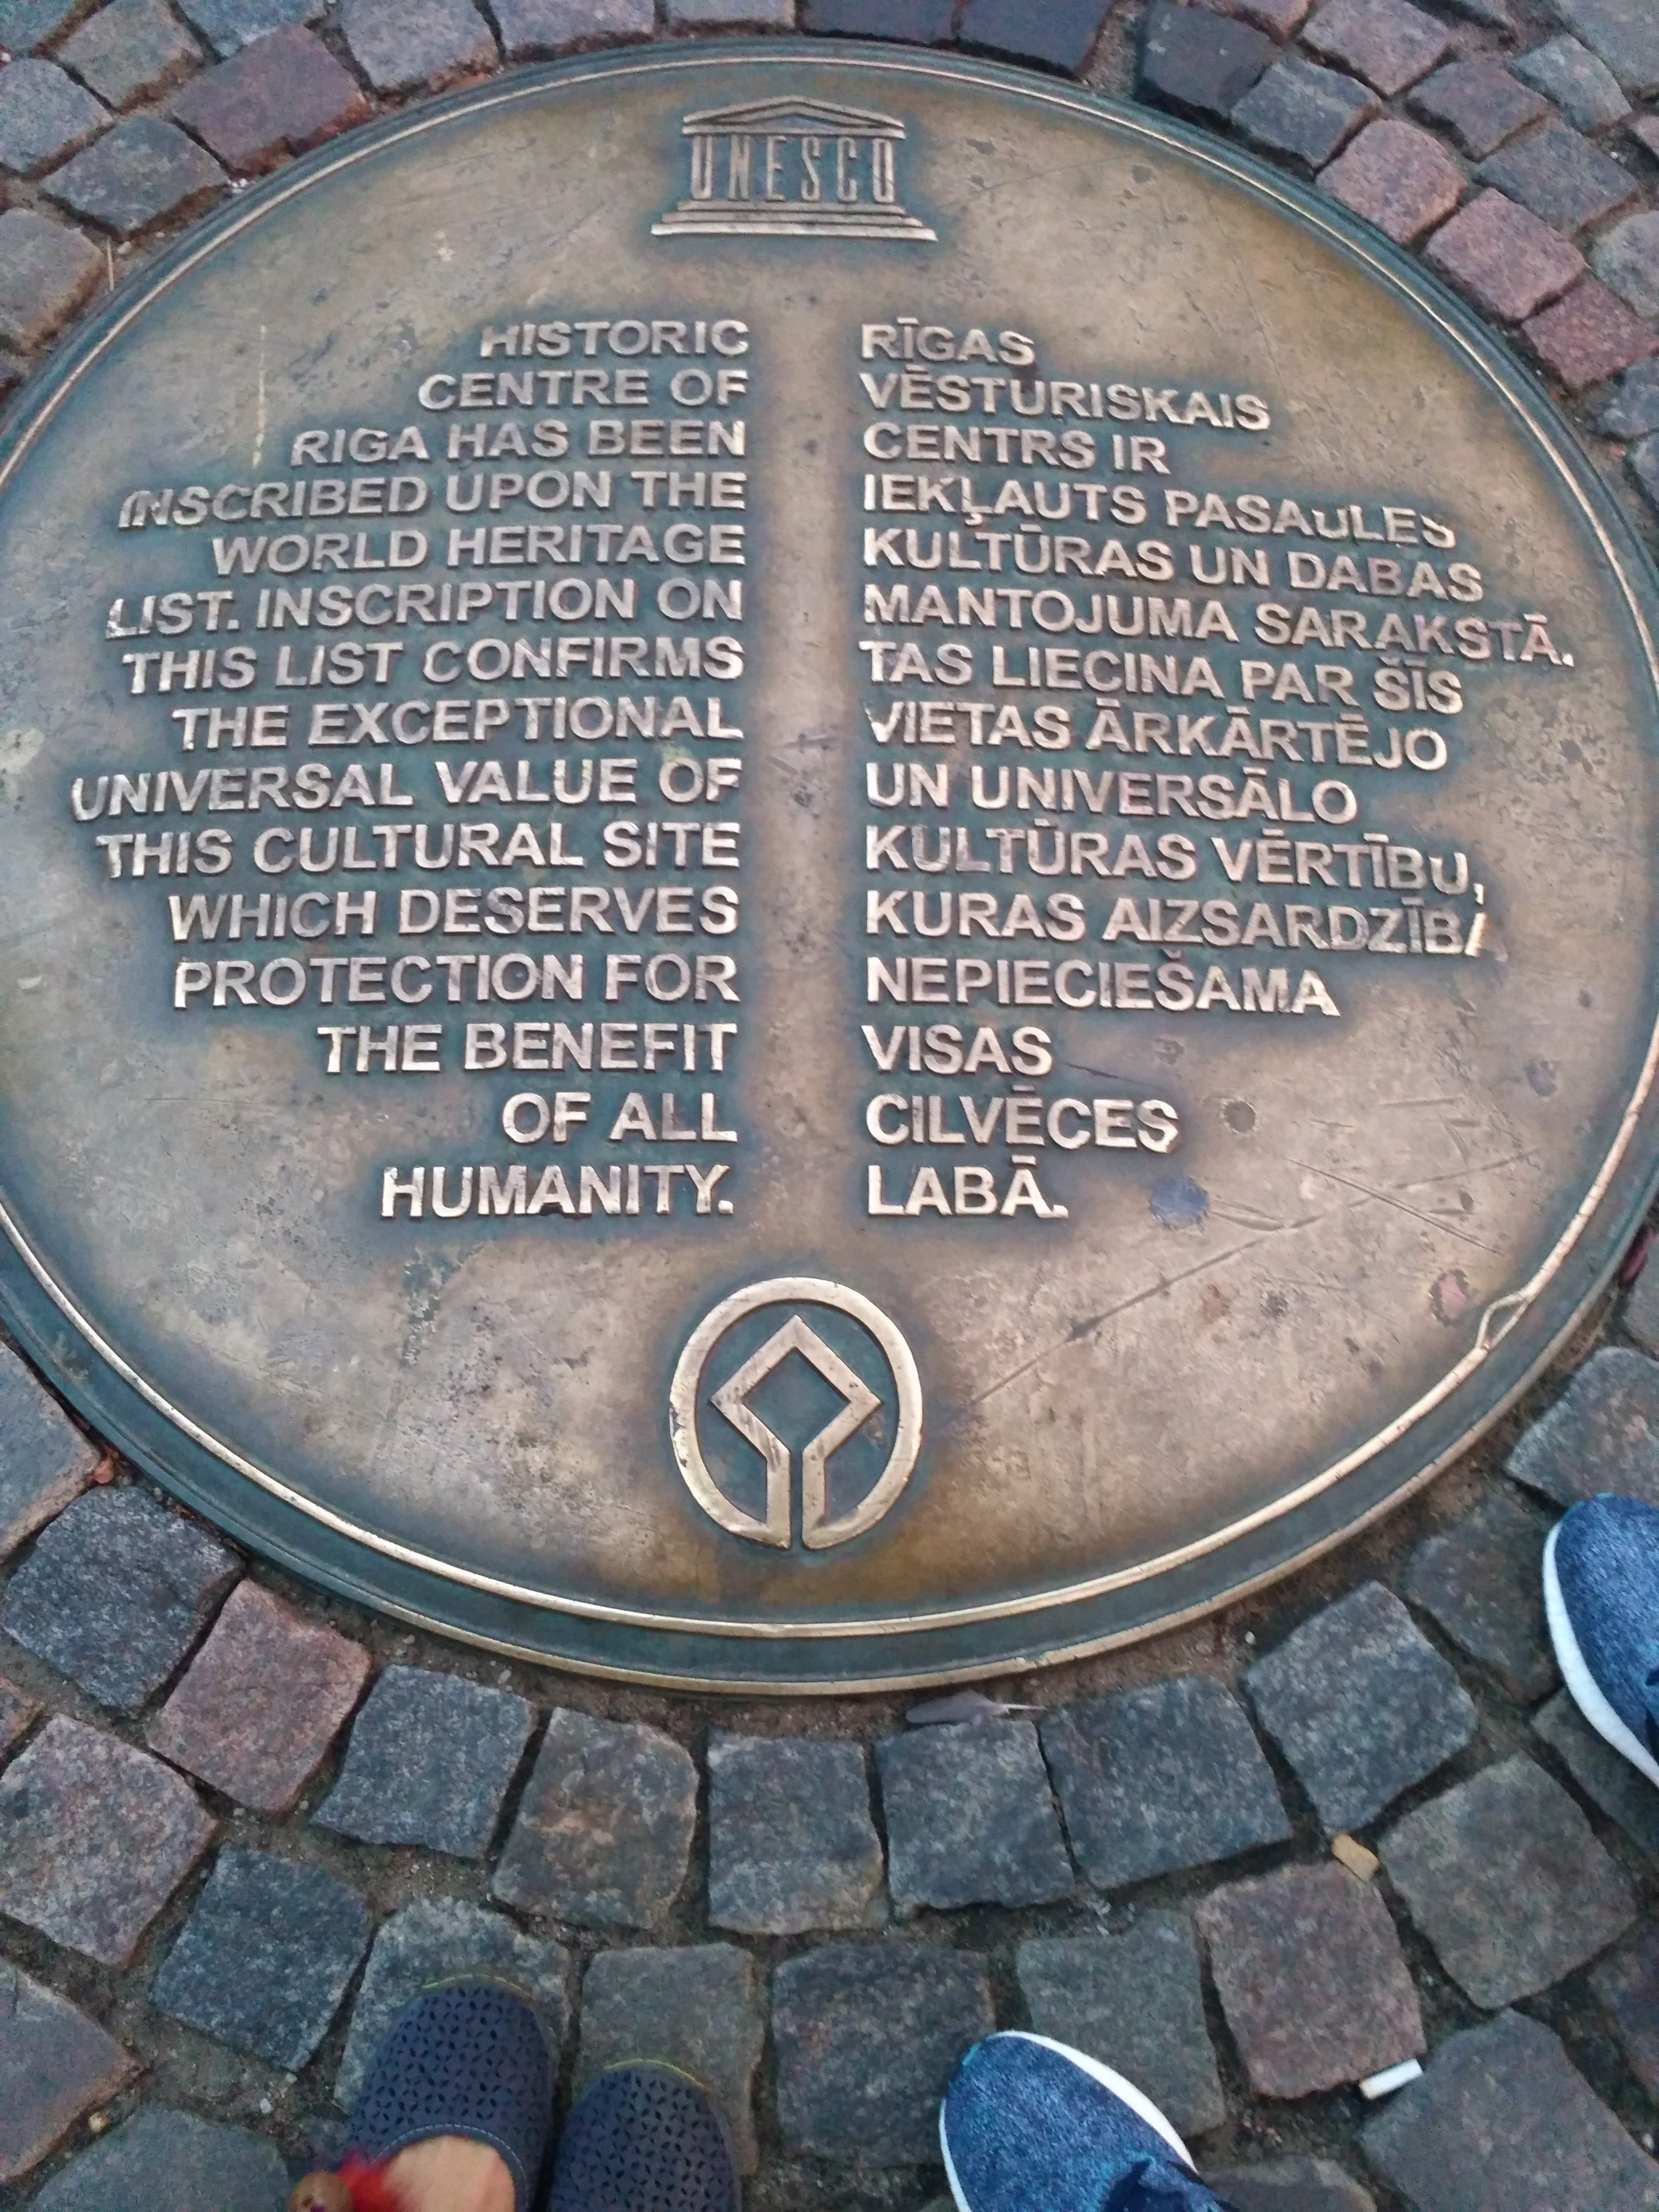 UNESCO
HISTORIC
CENTRE OF
RIGA HAS BEEN
INSCRIBED UPON THE
WORLD HERITAGE
LIST. INSCRIPTION ON
THIS LIST CONFIRMS
THE EXCEPTIONAL
UNIVERSAL VALUE OF
THIS CULTURAL SITE
WHICH DESERVES
PROTECTION FOR
THE BENEFIT
OF ALL
HUMANITY.
RĪGAS
VĒSTURISKAIS
CENTRS IR
IEKĻAUTS PASAULES
KULTŪRAS UN DABAS
MANTOJUMA SARAKSTĀ.
TAS LIECINA PAR ŠĪS
VIETAS ĀRKĀRTĒJO
UN UNIVERSĀLO
KULTŪRAS VĒRTĪBU,
KURAS AIZSARDZĪBA
NEPIECIEŠAMA
VISAS
CILVĒCES
LABĀ.